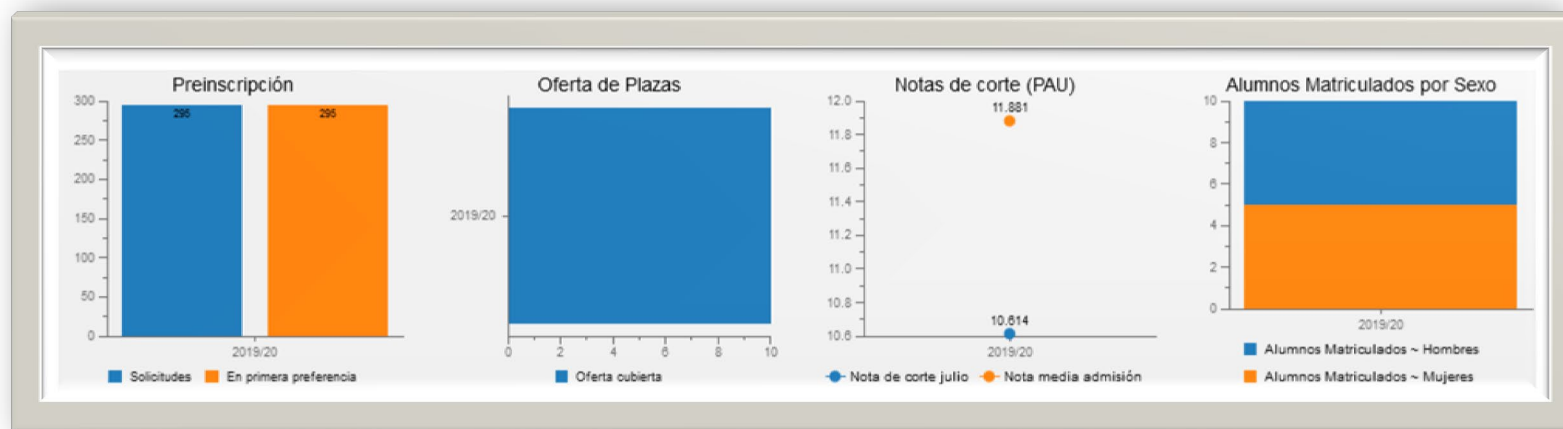 Preinscripción
300
250
200
150
100
50
0
295
295
2019/20
Solicitudes
En primera preferencia
Oferta de Plazas
2019/20
0 2 4 6 8 10
Oferta cubierta
Notas de corte (PAU)
12.0
11.8
11.6
11.4
11.2
11.0
10.8
10.6
11.881
10.614
2019/20
Nota de corte julio
Nota media admisión
Alumnos Matriculados por Sexo
10
8
6
4
2
0
2019/20
Alumnos Matriculados ~ Hombres
Alumnos Matriculados ~ Mujeres